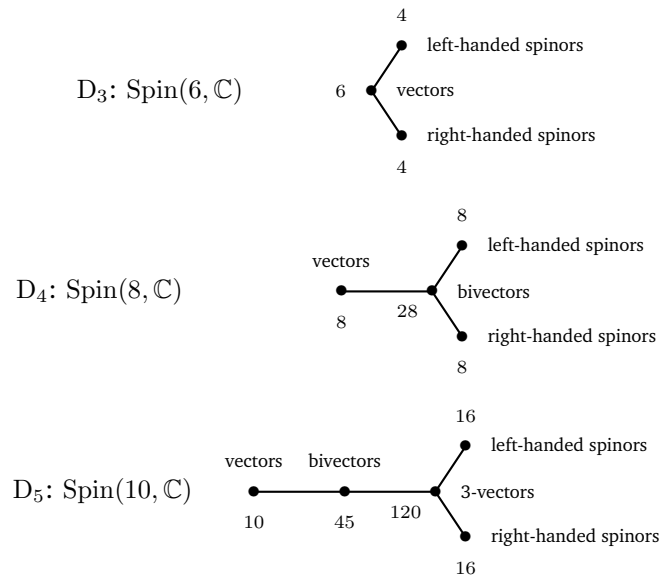 4
left-handed spinors
D₃: Spin(6, ℂ)
6
vectors
right-handed spinors
4
8
left-handed spinors
vectors
D₄: Spin(8, ℂ)
bivectors
28
8
right-handed spinors
8
16
left-handed spinors
vectors
bivectors
D₅: Spin(10, ℂ)
3-vectors
10
45
120
right-handed spinors
16